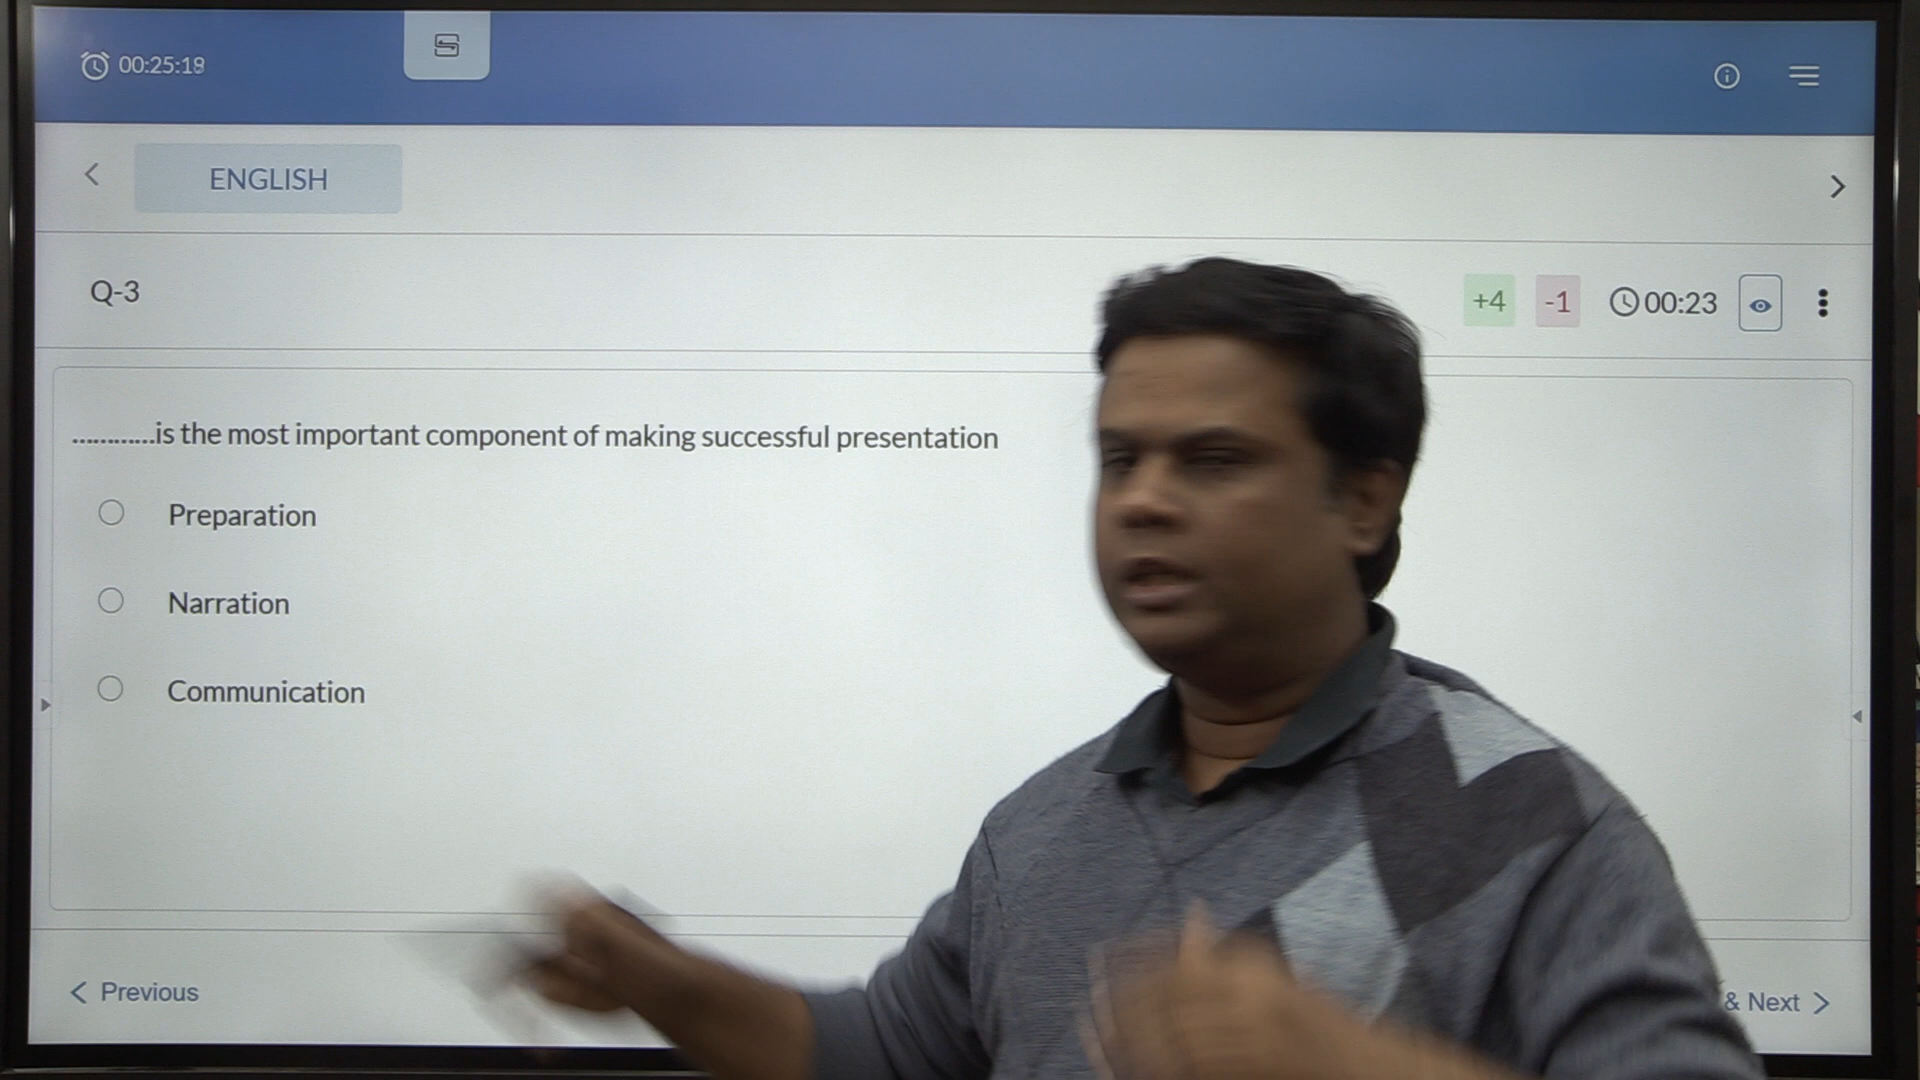 00:25:18
ENGLISH
Q-3
+4
-1
00:23
.............is the most important component of making successful presentation
Preparation
Narration
Communication
Previous
& Next